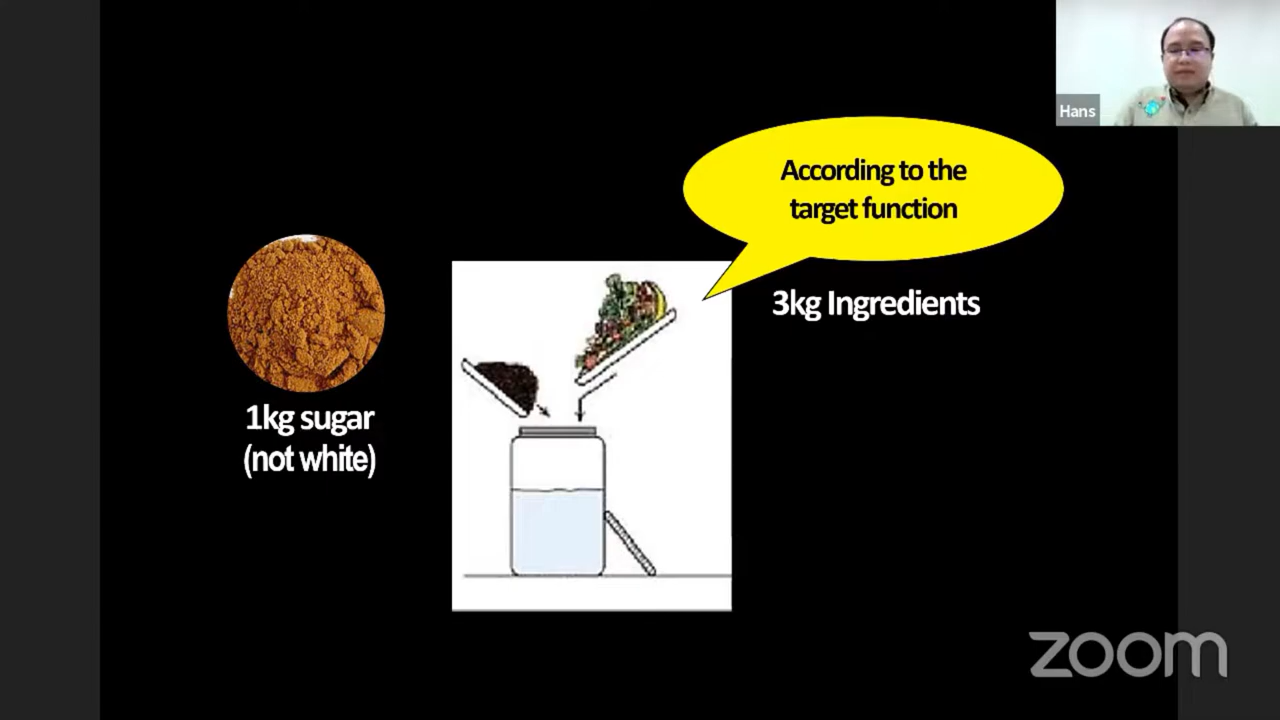 Hans
According to the
target function
3kg Ingredients
1kg sugar
(not white)
zoom